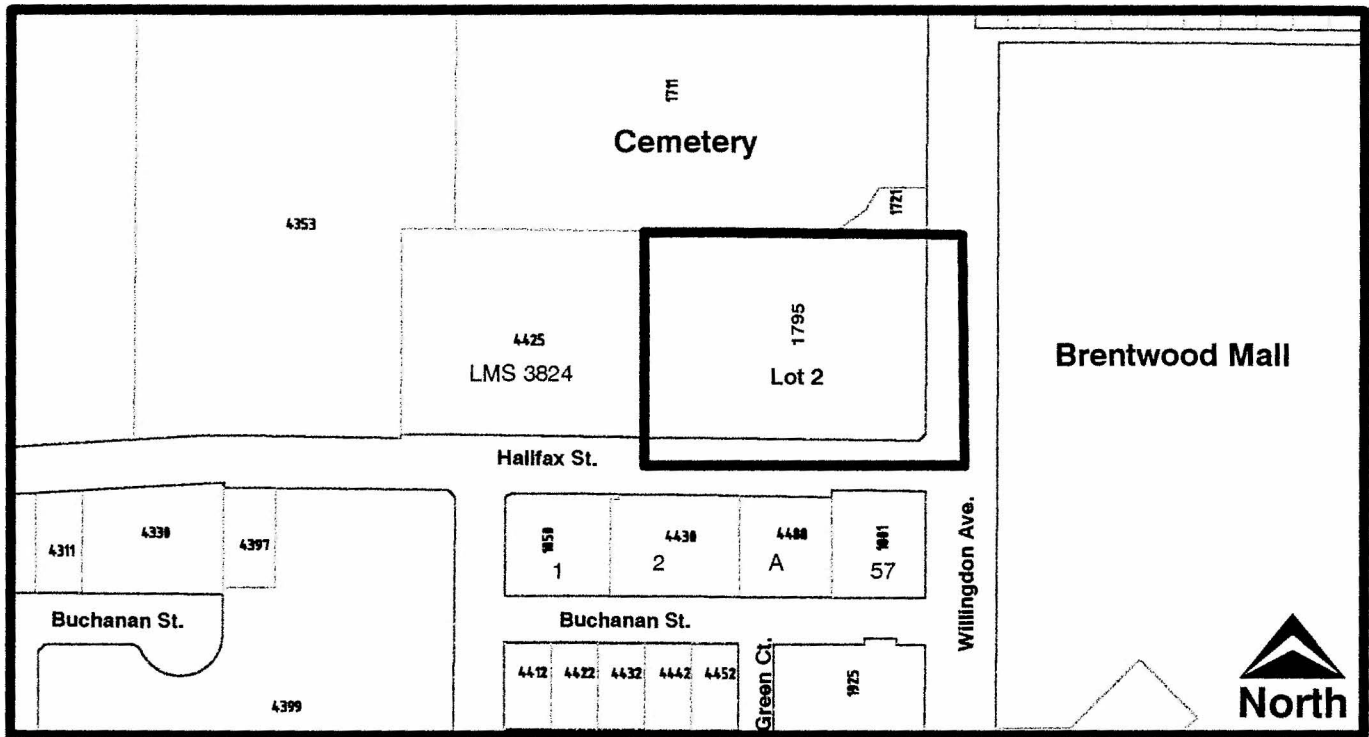 1711
Cemetery
1721
4353
1795
4425
LMS 3824
Lot 2
Brentwood Mall
Halifax St.
4311
4330
4397
1850
1
4430
2
4488
A
1801
57
Willingdon Ave.
Buchanan St.
Buchanan St.
4412
4422
4432
4442
4452
Green Ct.
1925
4399
North